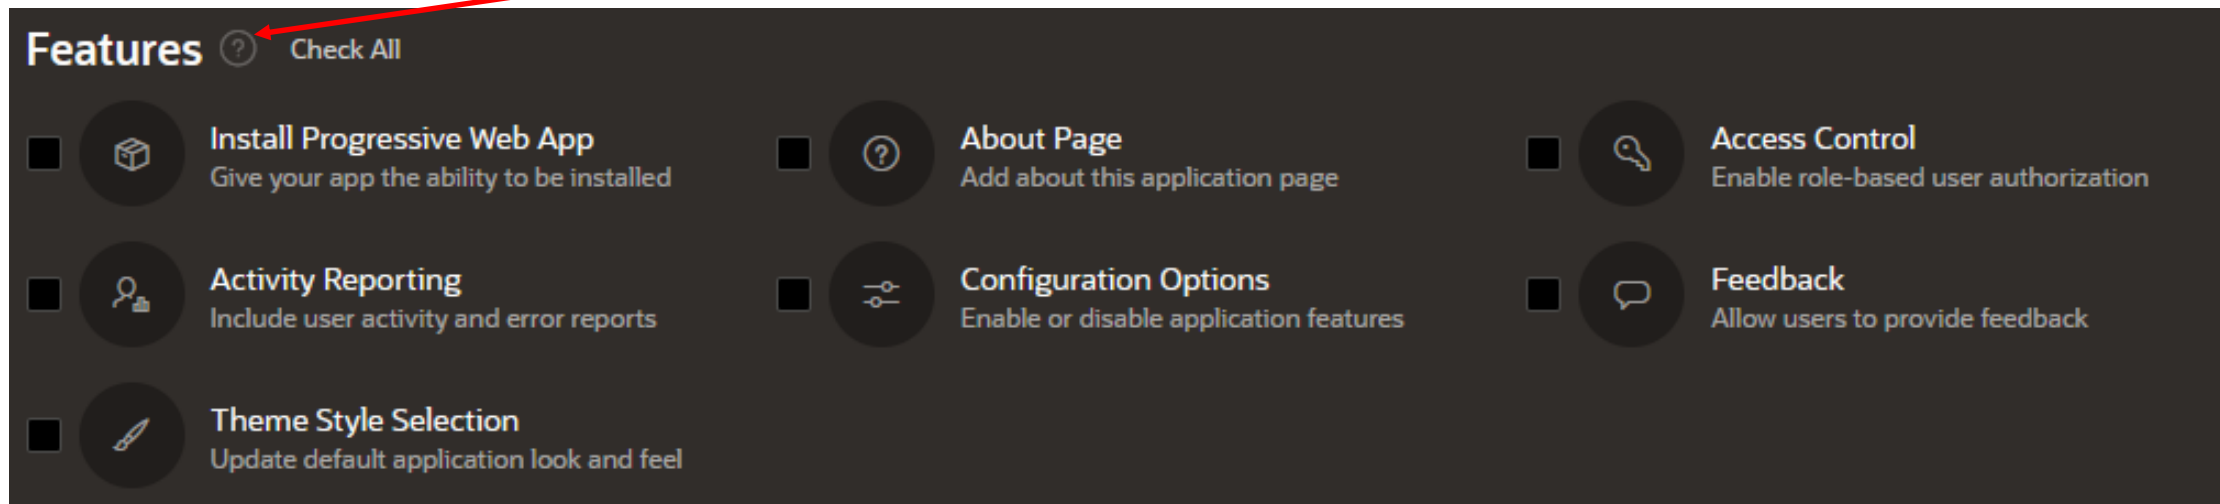 Features ? Check All
Install Progressive Web App
Give your app the ability to be installed
About Page
Add about this application page
Access Control
Enable role-based user authorization
Activity Reporting
Include user activity and error reports
Configuration Options
Enable or disable application features
Feedback
Allow users to provide feedback
Theme Style Selection
Update default application look and feel